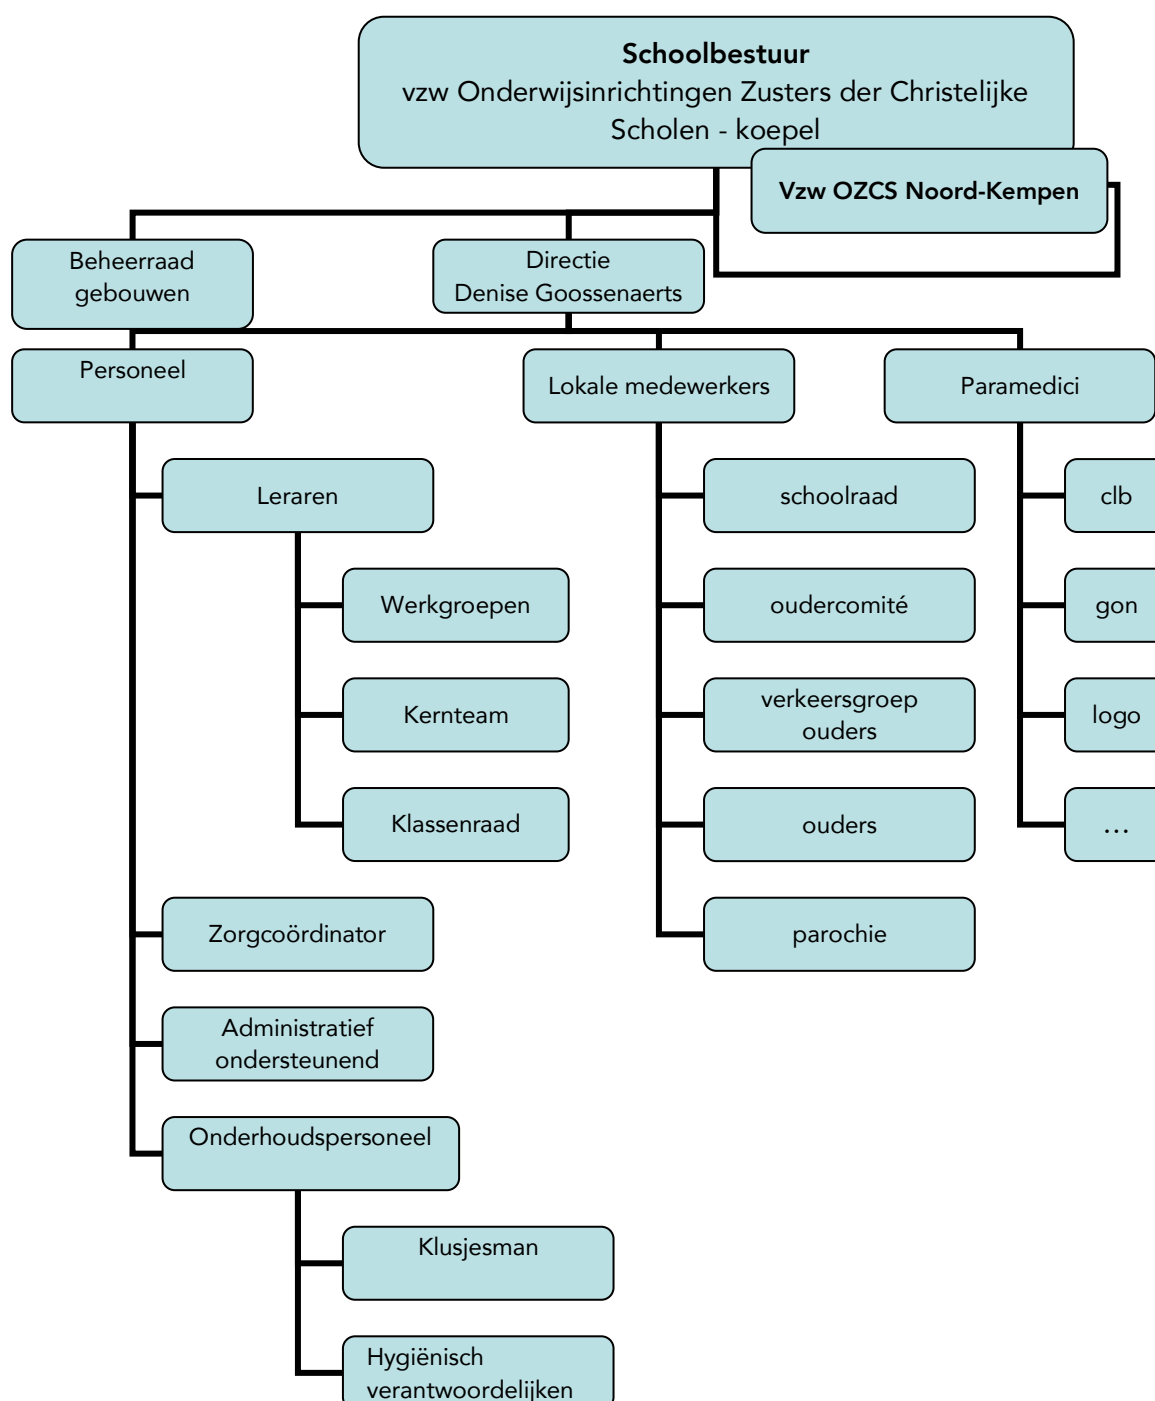 Schoolbestuur
vzw Onderwijsinrichtingen Zusters der Christelijke
Scholen - koepel
Vzw OZCS Noord-Kempen
Beheerraad
gebouwen
Directie
Denise Goossenaerts
Personeel
Lokale medewerkers
Paramedici
Leraren
Werkgroepen
Kernteam
Klassenraad
Zorgcoördinator
Administratief
ondersteunend
Onderhoudspersoneel
Klusjesman
Hygiënisch
verantwoordelijken
schoolraad
oudercomité
verkeersgroep
ouders
ouders
parochie
clb
gon
logo
…